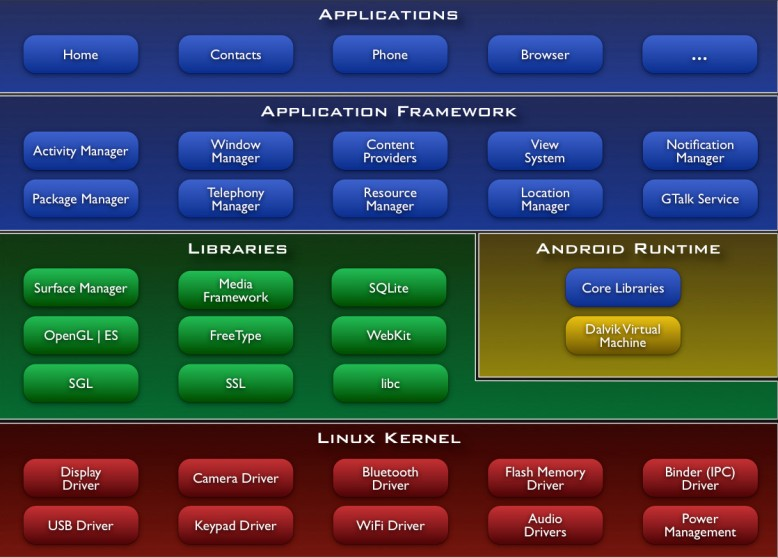 APPLICATIONS
Home
Contacts
Phone
Browser
...
APPLICATION FRAMEWORK
Activity Manager
Window
Manager
Content
Providers
View
System
Notification
Manager
Package Manager
Telephony
Manager
Resource
Manager
Location
Manager
GTalk Service
LIBRARIES
Surface Manager
Media
Framework
SQLite
OpenGL | ES
FreeType
WebKit
SGL
SSL
libc
ANDROID RUNTIME
Core Libraries
Dalvik Virtual
Machine
LINUX KERNEL
Display
Driver
Camera Driver
Bluetooth
Driver
Flash Memory
Driver
Binder (IPC)
Driver
USB Driver
Keypad Driver
WiFi Driver
Audio
Drivers
Power
Management